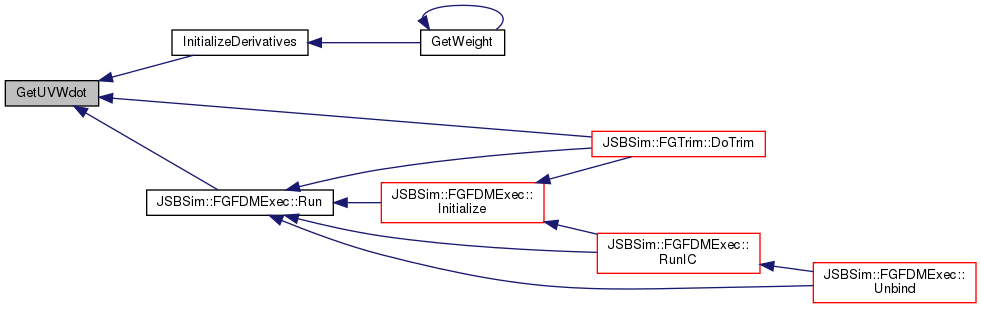 InitializeDerivatives
GetWeight
GetUVWdot
JSBSim::FGTrim::DoTrim
JSBSim::FGFDMExec::Run
JSBSim::FGFDMExec::
Initialize
JSBSim::FGFDMExec::
RunIC
JSBSim::FGFDMExec::
Unbind